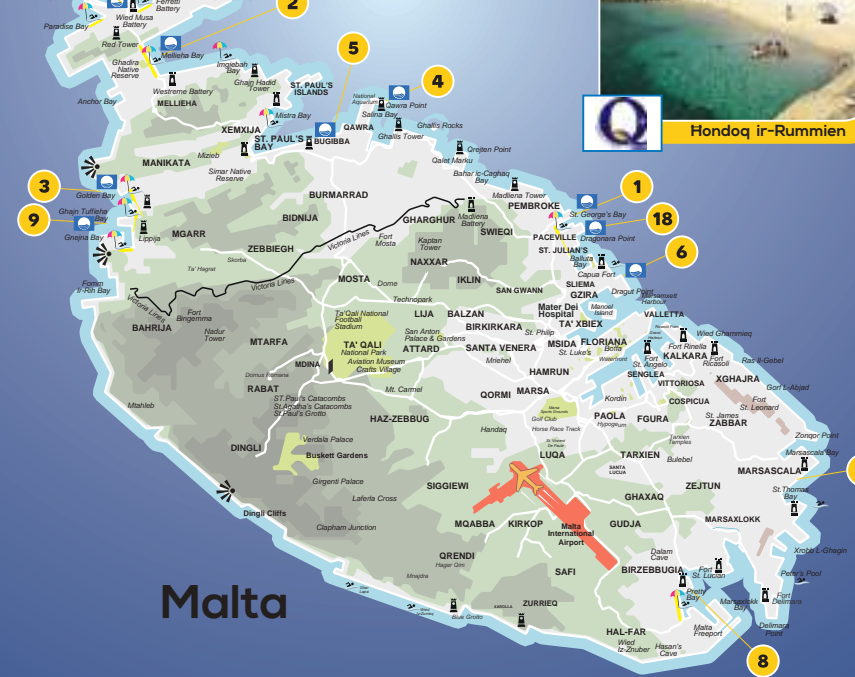 Ferretti
Battery
Wied Musa
Battery
Paradise Bay
2
Red Tower
Mellieha Bay
Ghadira
Native
Reserve
Imgiebah
Bay
5
Ghajn Hadid
Tower
ST. PAUL'S
ISLANDS
4
Westreme Battery
MELLIEHA
Anchor Bay
National
Aquarium
Qawra Point
Salina Bay
Mistra Bay
XEMXIJA
ST. PAUL'S
BAY
BUGIBBA
QAWRA
Ghallis Tower
Ghallis Rocks
Hondoq ir-Rummien
Q
Mizieb
MANIKATA
Simar Native
Reserve
Qrejten Point
Qalet Marku
Bahar ic-Caghaq
Bay
3
Golden Bay
Madliena Tower
1
9
Ghajn Tuffieha
Bay
BURMARRAD
PEMBROKE
St. George's Bay
18
Gnejna Bay
Lippija
BIDNIJA
GHARGHUR
Madliena
Battery
SWIEQI
PACEVILLE
Dragonara Point
MGARR
ZEBBIEGH
Victoria Lines
Fort
Mosta
Kaptan
Tower
ST. JULIAN'S
Balluta
Bay
6
Skorba
NAXXAR
Capua Fort
Ta' Hagrat
MOSTA
Dome
IKLIN
SAN GWANN
SLIEMA
GZIRA
Dragut Point
Fomm
Ir-Rih Bay
Victoria Lines
Victoria Lines
Technopark
Mater Dei
Hospital
Manoel
Island
Marsamxett
Harbour
VALLETTA
Fort
Bingemma
BAHRIJA
Nadur
Tower
Ta'Qali National
Football
Stadium
LIJA
BALZAN
BIRKIRKARA
TA' XBIEX
San Anton
Palace & Gardens
St. Philip
MSIDA
FLORIANA
Wied Ghammieq
MTARFA
TA' QALI
National Park
Aviation Museum
Crafts Village
ATTARD
SANTA VENERA
St. Luke's
Boffa
Waterfront
Fort Rinella
KALKARA
Fort
Ricasoli
MDINA
Mriehel
Fort
St. Angelo
Ras Il-Gebel
Domus Romana
HAMRUN
SENGLEA
VITTORIOSA
XGHAJRA
RABAT
Mt. Carmel
QORMI
MARSA
Kordin
COSPICUA
Gorf L-Abjad
ST.Paul's Catacombs
St.Agatha's Catacombs
St.Paul's Grotto
Mtahleb
HAZ-ZEBBUG
Golf Club
Horse Race Track
PAOLA
Hypogeum
FGURA
St. James
ZABBAR
Fort
St. Leonard
Handaq
Verdala Palace
DINGLI
Buskett Gardens
LUQA
Tarxien
Temples
TARXIEN
Bulebel
Zonqor Point
Marsascala Bay
SANTA
LUCIJA
MARSASCALA
Girgenti Palace
SIGGIEWI
GHAXAQ
ZEJTUN
St.Thomas
Bay
Laferla Cross
Dingli Cliffs
Clapham Junction
MQABBA
KIRKOP
Malta
International
Airport
GUDJA
MARSAXLOKK
QRENDI
Hagar Qim
Mnajdra
SAFI
Dalam
Cave
BIRZEBBUGIA
Fort
St. Lucian
Xrobb L-Ghagin
Peter's Pool
Malta
Pretty
Bay
Marsaxlokk
Bay
Fort
Delimara
ZURRIEQ
Blue Grotto
HAL-FAR
Wied
Iz-Znuber
Hasan's
Cave
Malta
Freeport
Delimara
Point
8